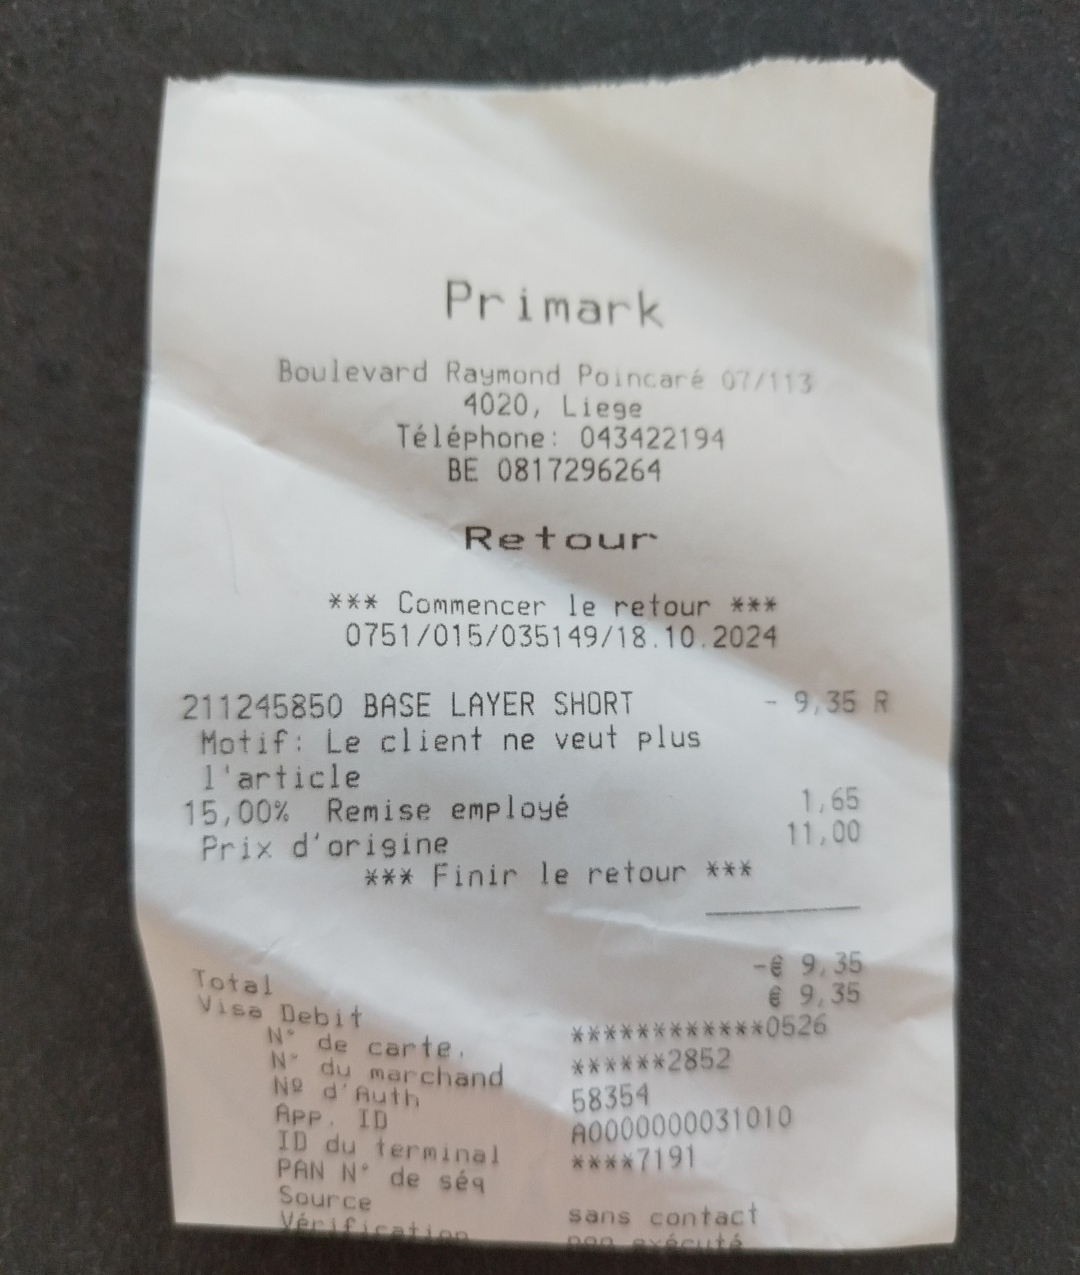 Primark
Boulevard Raymond Poincaré 07/113
4020, Liege
Téléphone: 043422194
BE 0817296264
Retour
*** Commencer le retour ***
0751/015/035149/18.10.2024
211245850 BASE LAYER SHORT - 9,35 R
Motif: Le client ne veut plus
l'article
15,00% Remise employé 1,65
Prix d'origine 11,00
*** Finir le retour ***
Total -€ 9,35
Visa Debit € 9,35
N° de carte. ************0526
N° du marchand ******2852
Nº d'Auth 58354
App. ID A0000000031010
ID du terminal ****7191
PAN N° de séq
Source sans contact
Vérification non exécuté